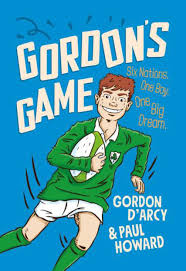 GORDON'S
GAME
Six Nations.
One Boy.
One Big
Dream.
GORDON
D'ARCY
& PAUL
HOWARD